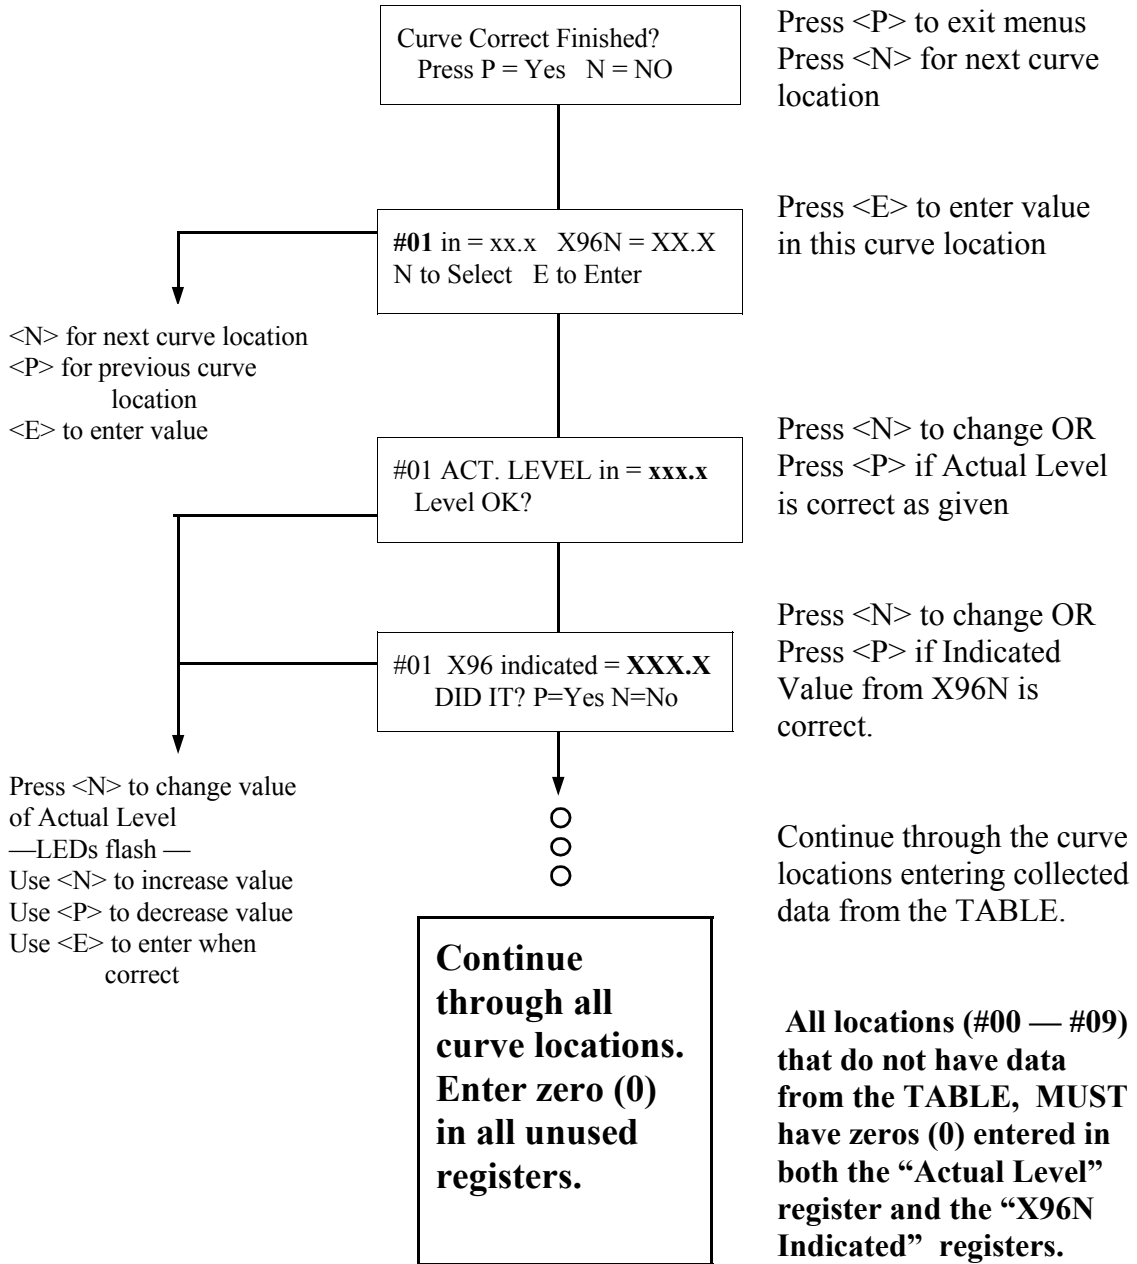 Curve Correct Finished?
Press P = Yes N = NO
Press <P> to exit menus
Press <N> for next curve
location
#01 in = xx.x X96N = XX.X
N to Select E to Enter
Press <E> to enter value
in this curve location
<N> for next curve location
<P> for previous curve
location
<E> to enter value
#01 ACT. LEVEL in = xxx.x
Level OK?
Press <N> to change OR
Press <P> if Actual Level
is correct as given
#01 X96 indicated = XXX.X
DID IT? P=Yes N=No
Press <N> to change OR
Press <P> if Indicated
Value from X96N is
correct.
Press <N> to change value
of Actual Level
—LEDs flash —
Use <N> to increase value
Use <P> to decrease value
Use <E> to enter when
correct
Continue through the curve
locations entering collected
data from the TABLE.
Continue
through all
curve locations.
Enter zero (0)
in all unused
registers.
All locations (#00 — #09)
that do not have data
from the TABLE, MUST
have zeros (0) entered in
both the “Actual Level”
register and the “X96N
Indicated” registers.